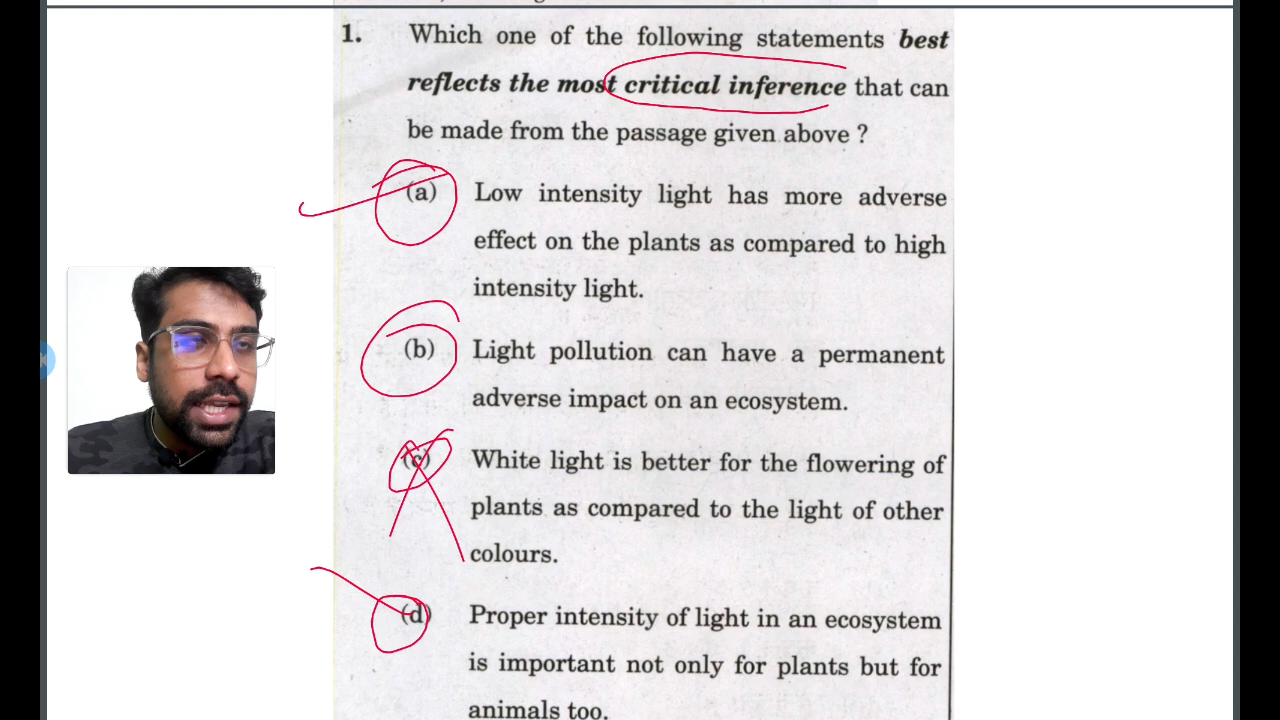 1. Which one of the following statements best
reflects the most critical inference that can
be made from the passage given above ?
(a) Low intensity light has more adverse
effect on the plants as compared to high
intensity light.
(b) Light pollution can have a permanent
adverse impact on an ecosystem.
(c) White light is better for the flowering of
plants as compared to the light of other
colours.
(d) Proper intensity of light in an ecosystem
is important not only for plants but for
animals too.